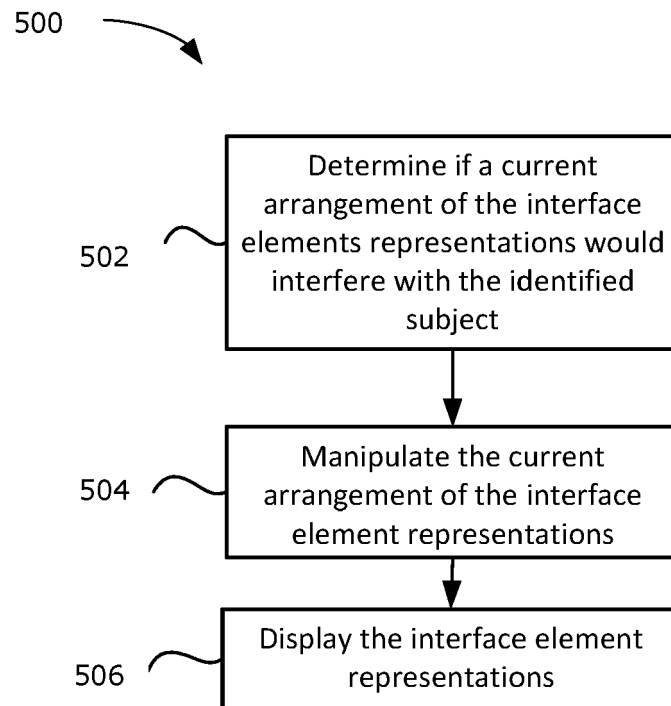 500
Determine if a current
arrangement of the interface
elements representations would
interfere with the identified
subject
502
Manipulate the current
arrangement of the interface
element representations
504
Display the interface element
representations
506